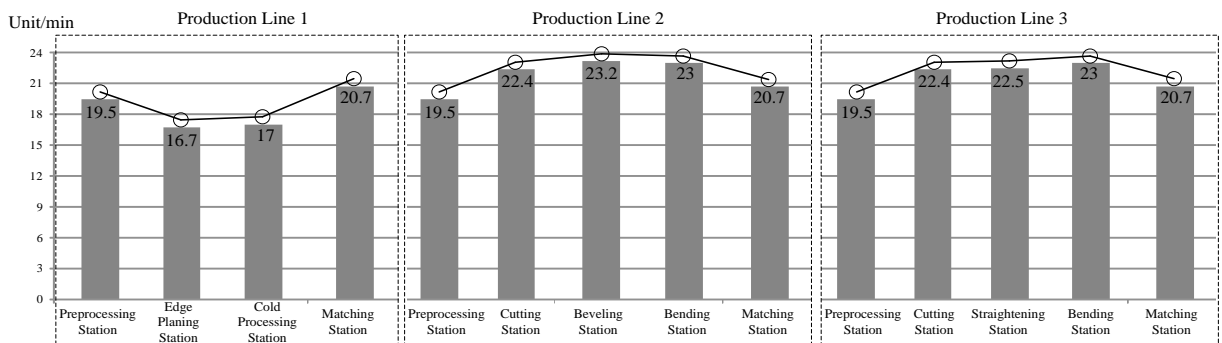 Unit/min
Production Line 1
Production Line 2
Production Line 3
24
21
18
15
12
9
6
3
0
19.5
16.7
17
20.7
19.5
22.4
23.2
23
20.7
19.5
22.4
22.5
23
20.7
Preprocessing
Station
Edge
Planing
Station
Cold
Processing
Station
Matching
Station
Preprocessing
Station
Cutting
Station
Beveling
Station
Bending
Station
Matching
Station
Preprocessing
Station
Cutting
Station
Straightening
Station
Bending
Station
Matching
Station